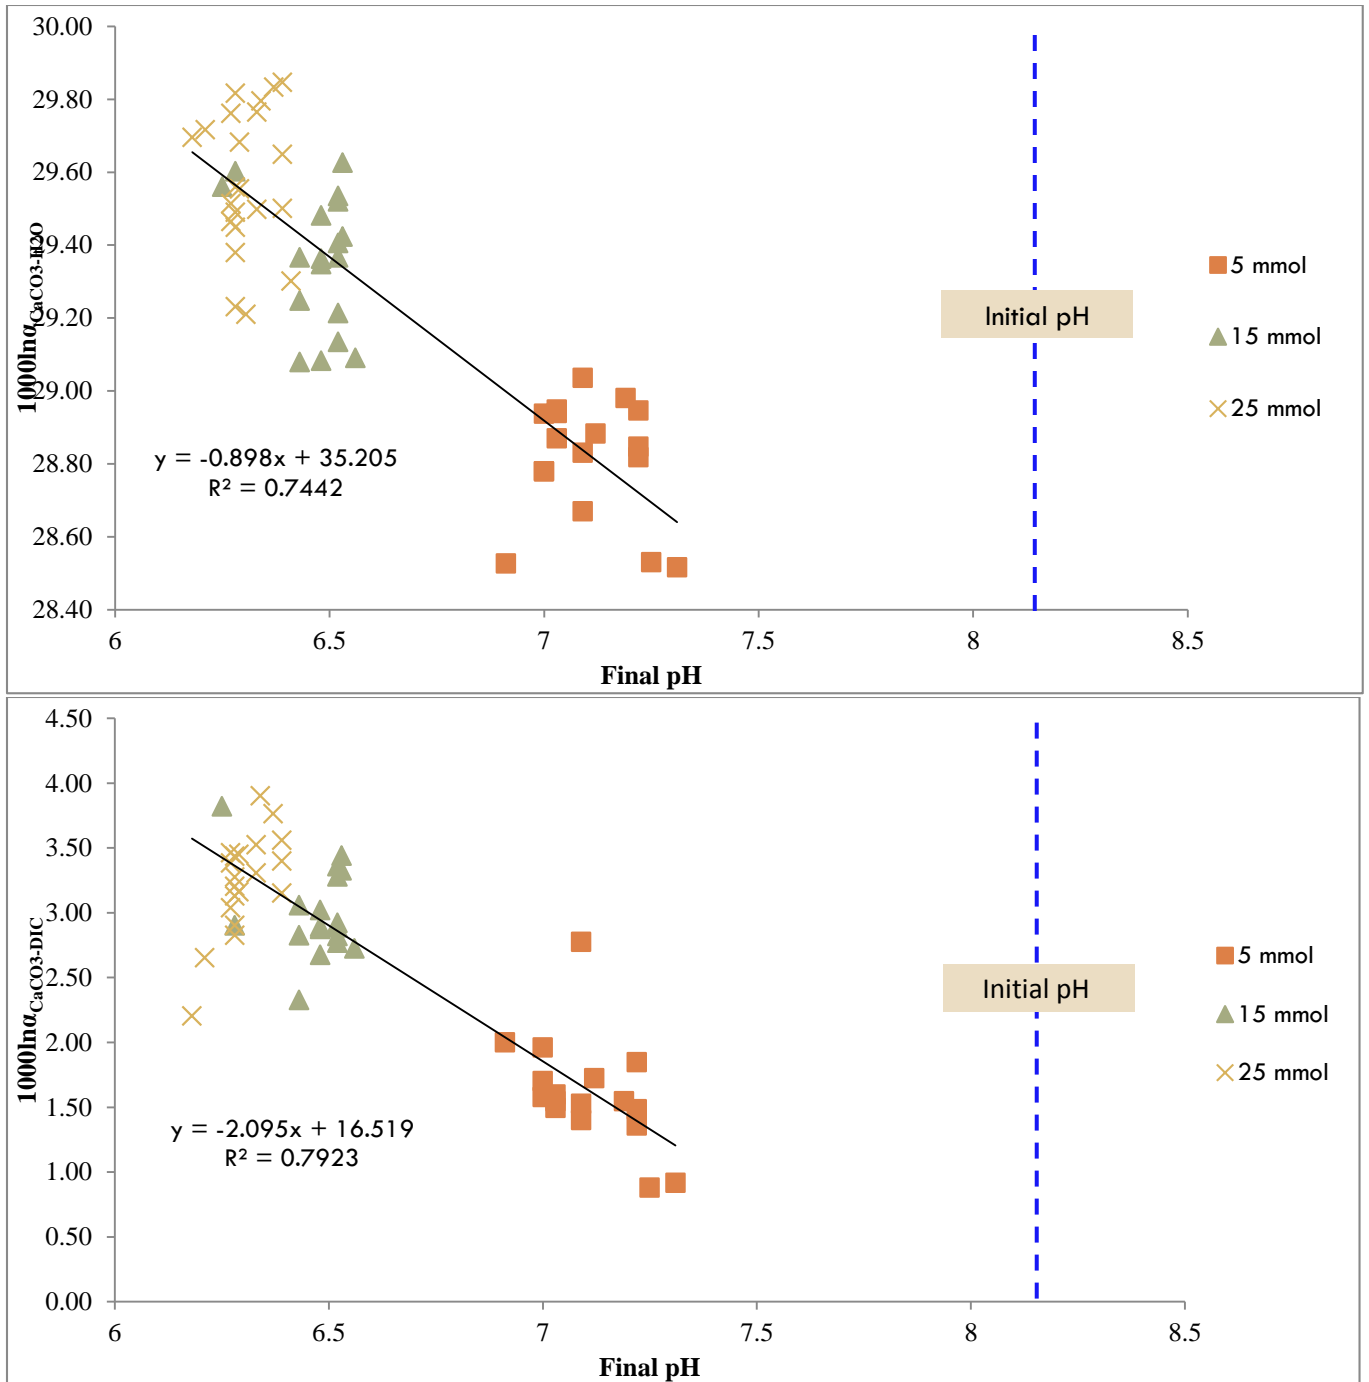 30.00
29.80
29.60
29.40
29.20
29.00
28.80
28.60
28.40
1000lnα CaCO3-H2O
y = -0.898x + 35.205
R² = 0.7442
Initial pH
5 mmol
15 mmol
25 mmol
6 6.5 7 7.5 8 8.5
Final pH
4.50
4.00
3.50
3.00
2.50
2.00
1.50
1.00
0.50
0.00
1000lnα CaCO3-DIC
y = -2.095x + 16.519
R² = 0.7923
Initial pH
5 mmol
15 mmol
25 mmol
6 6.5 7 7.5 8 8.5
Final pH